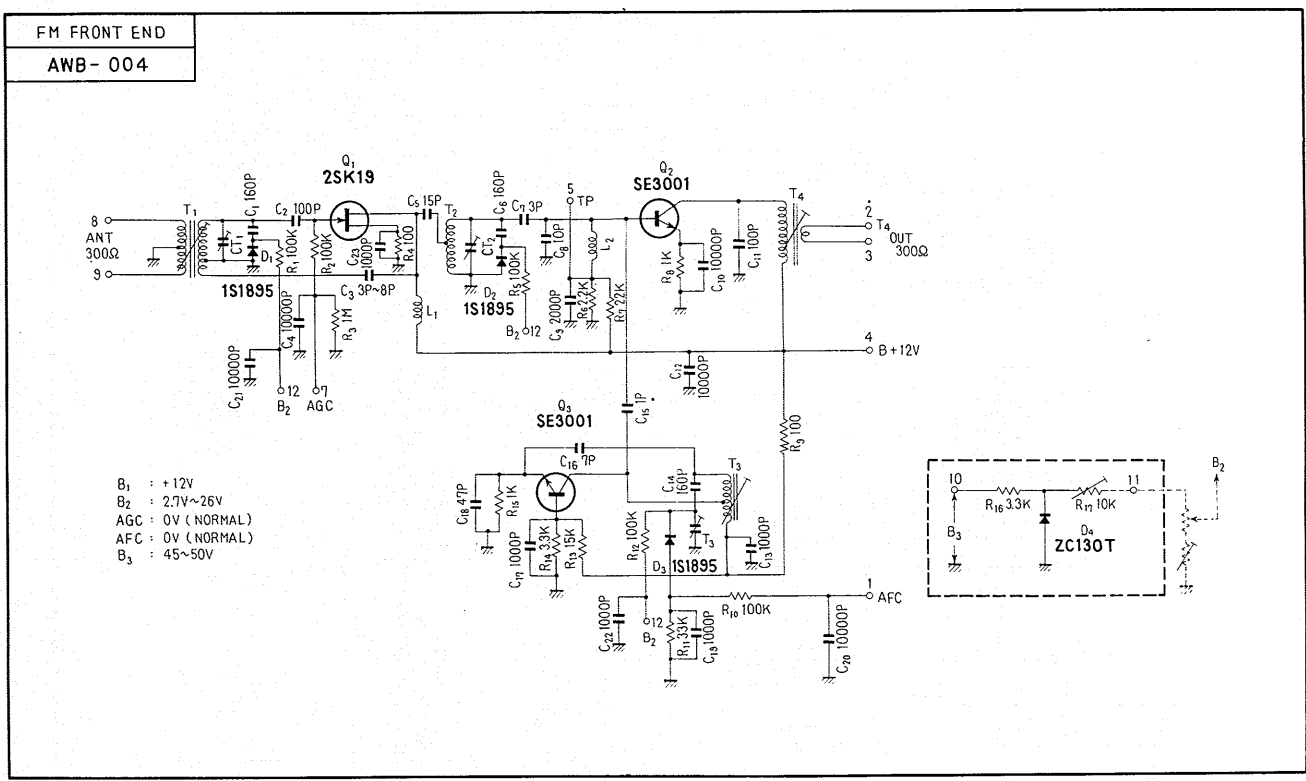 FM FRONT END
AWB-004
Q₁
2SK19
Q₂
SE3001
8
ANT
300Ω
9
T₁
CT₁
C₁ 160P
D₁
1S1895
C₂ 100P
R₁ 100K
R₂ 100K
C₂₃ 1000P
R₄ 100
C₃ 3P~8P
C₄ 10000P
R₃ 1M
C₂₁ 10000P
12
B₂
7
AGC
L₁
C₅ 15P
T₂
CT₂
C₆ 160P
D₂
1S1895
R₅ 100K
B₂ 12
C₇ 3P
C₈ 10P
5
TP
L₂
C₉ 2000P
R₆ 2.2K
R₇ 22K
R₈ 1K
C₁₀ 10000P
C₁₁ 100P
T₄
2
T₄
OUT
300Ω
3
4
B+12V
C₁₂ 10000P
C₁₅ 1P
R₉ 100
Q₃
SE3001
C₁₆ 7P
C₁₈ 47P
R₁₅ 1K
C₁₇ 1000P
R₁₄ 3.3K
R₁₃ 15K
C₁₄ 160P
T₃
R₁₂ 100K
D₃ 1S1895
T₃
C₁₃ 1000P
C₂₂ 1000P
12
B₂
R₁₁ 33K
C₁₉ 1000P
R₁₀ 100K
C₂₀ 10000P
1
AFC
B₁ : +12V
B₂ : 2.7V~26V
AGC : 0V (NORMAL)
AFC : 0V (NORMAL)
B₃ : 45~50V
10
B₃
R₁₆ 3.3K
D₄
ZC130T
R₁₇ 10K
11
B₂